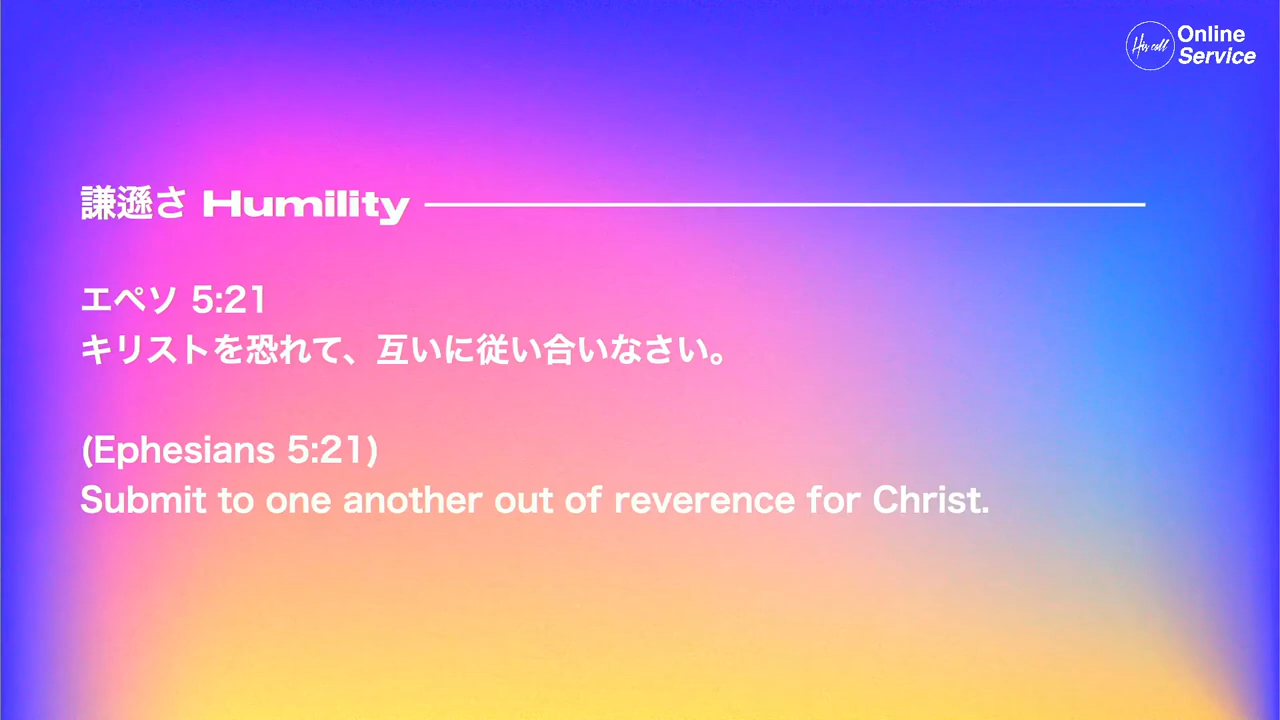 His call
Online
Service
謙遜さ Humility
エペソ 5:21
キリストを恐れて、互いに従い合いなさい。
(Ephesians 5:21)
Submit to one another out of reverence for Christ.